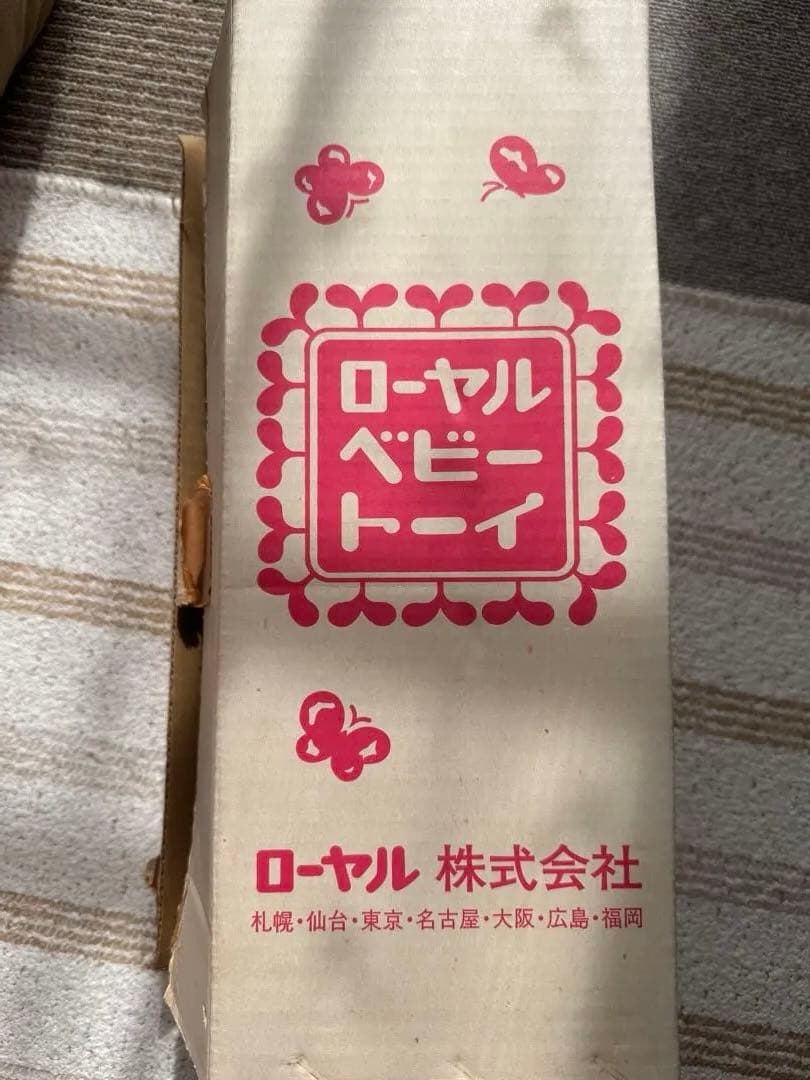 ローヤル
ベビー
トーイ
ローヤル 株式会社
札幌・仙台・東京・名古屋・大阪・広島・福岡